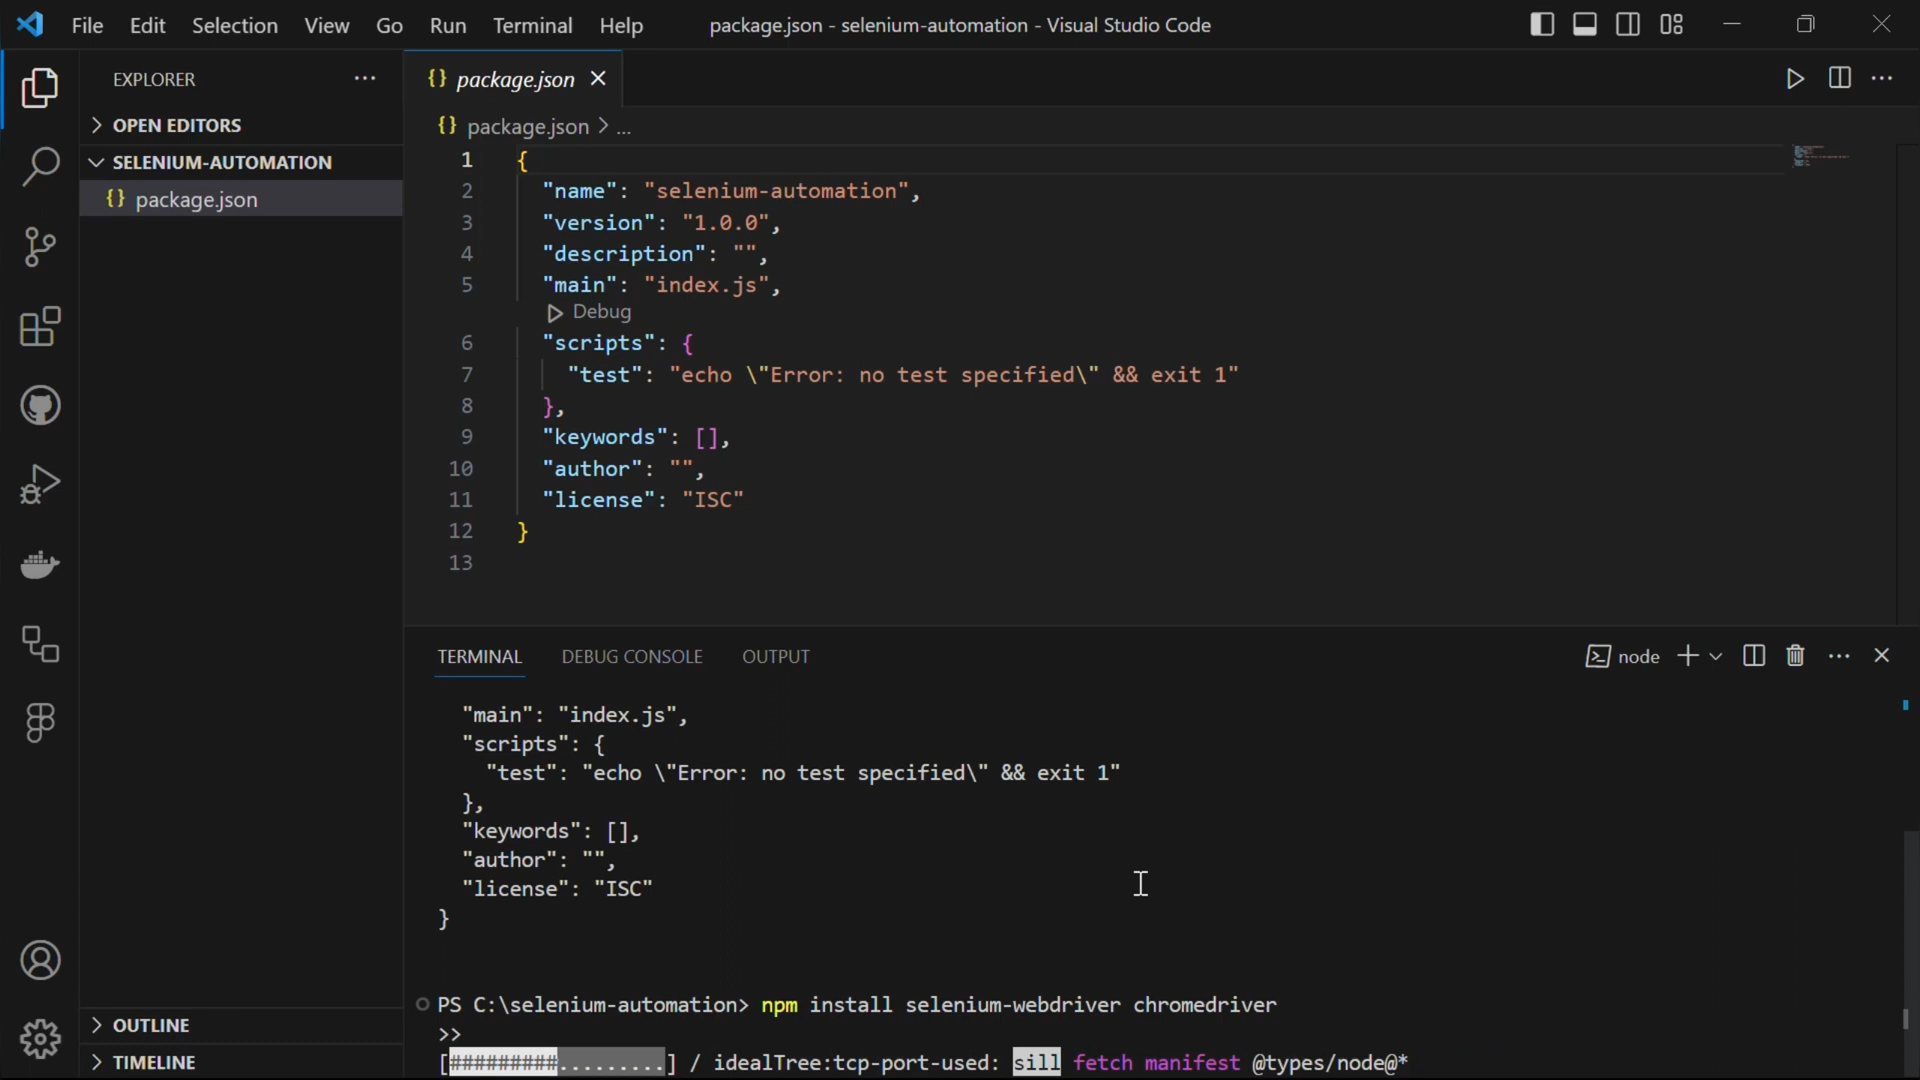 File Edit Selection View Go Run Terminal Help package.json - selenium-automation - Visual Studio Code
EXPLORER
OPEN EDITORS
SELENIUM-AUTOMATION
{} package.json
{} package.json
{} package.json > ...
1 {
2 "name": "selenium-automation",
3 "version": "1.0.0",
4 "description": "",
5 "main": "index.js",
Debug
6 "scripts": {
7 "test": "echo \"Error: no test specified\" && exit 1"
8 },
9 "keywords": [],
10 "author": "",
11 "license": "ISC"
12 }
13
TERMINAL DEBUG CONSOLE OUTPUT node
"main": "index.js",
"scripts": {
"test": "echo \"Error: no test specified\" && exit 1"
},
"keywords": [],
"author": "",
"license": "ISC"
}
PS C:\selenium-automation> npm install selenium-webdriver chromedriver
>>
[#########.........] / idealTree:tcp-port-used: sill fetch manifest @types/node@*
OUTLINE
TIMELINE